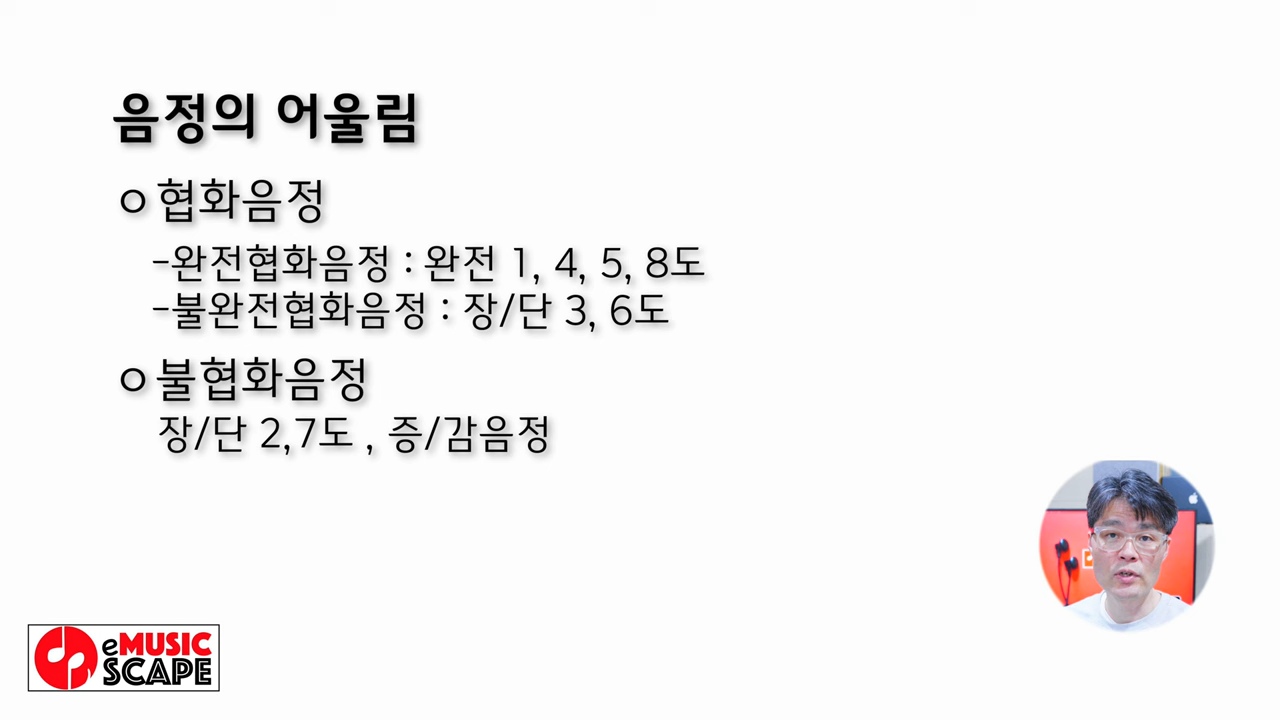 음정의 어울림
ㅇ협화음정
-완전협화음정 : 완전 1, 4, 5, 8도
-불완전협화음정 : 장/단 3, 6도
ㅇ불협화음정
장/단 2,7도 , 증/감음정
eMUSIC
SCAPE